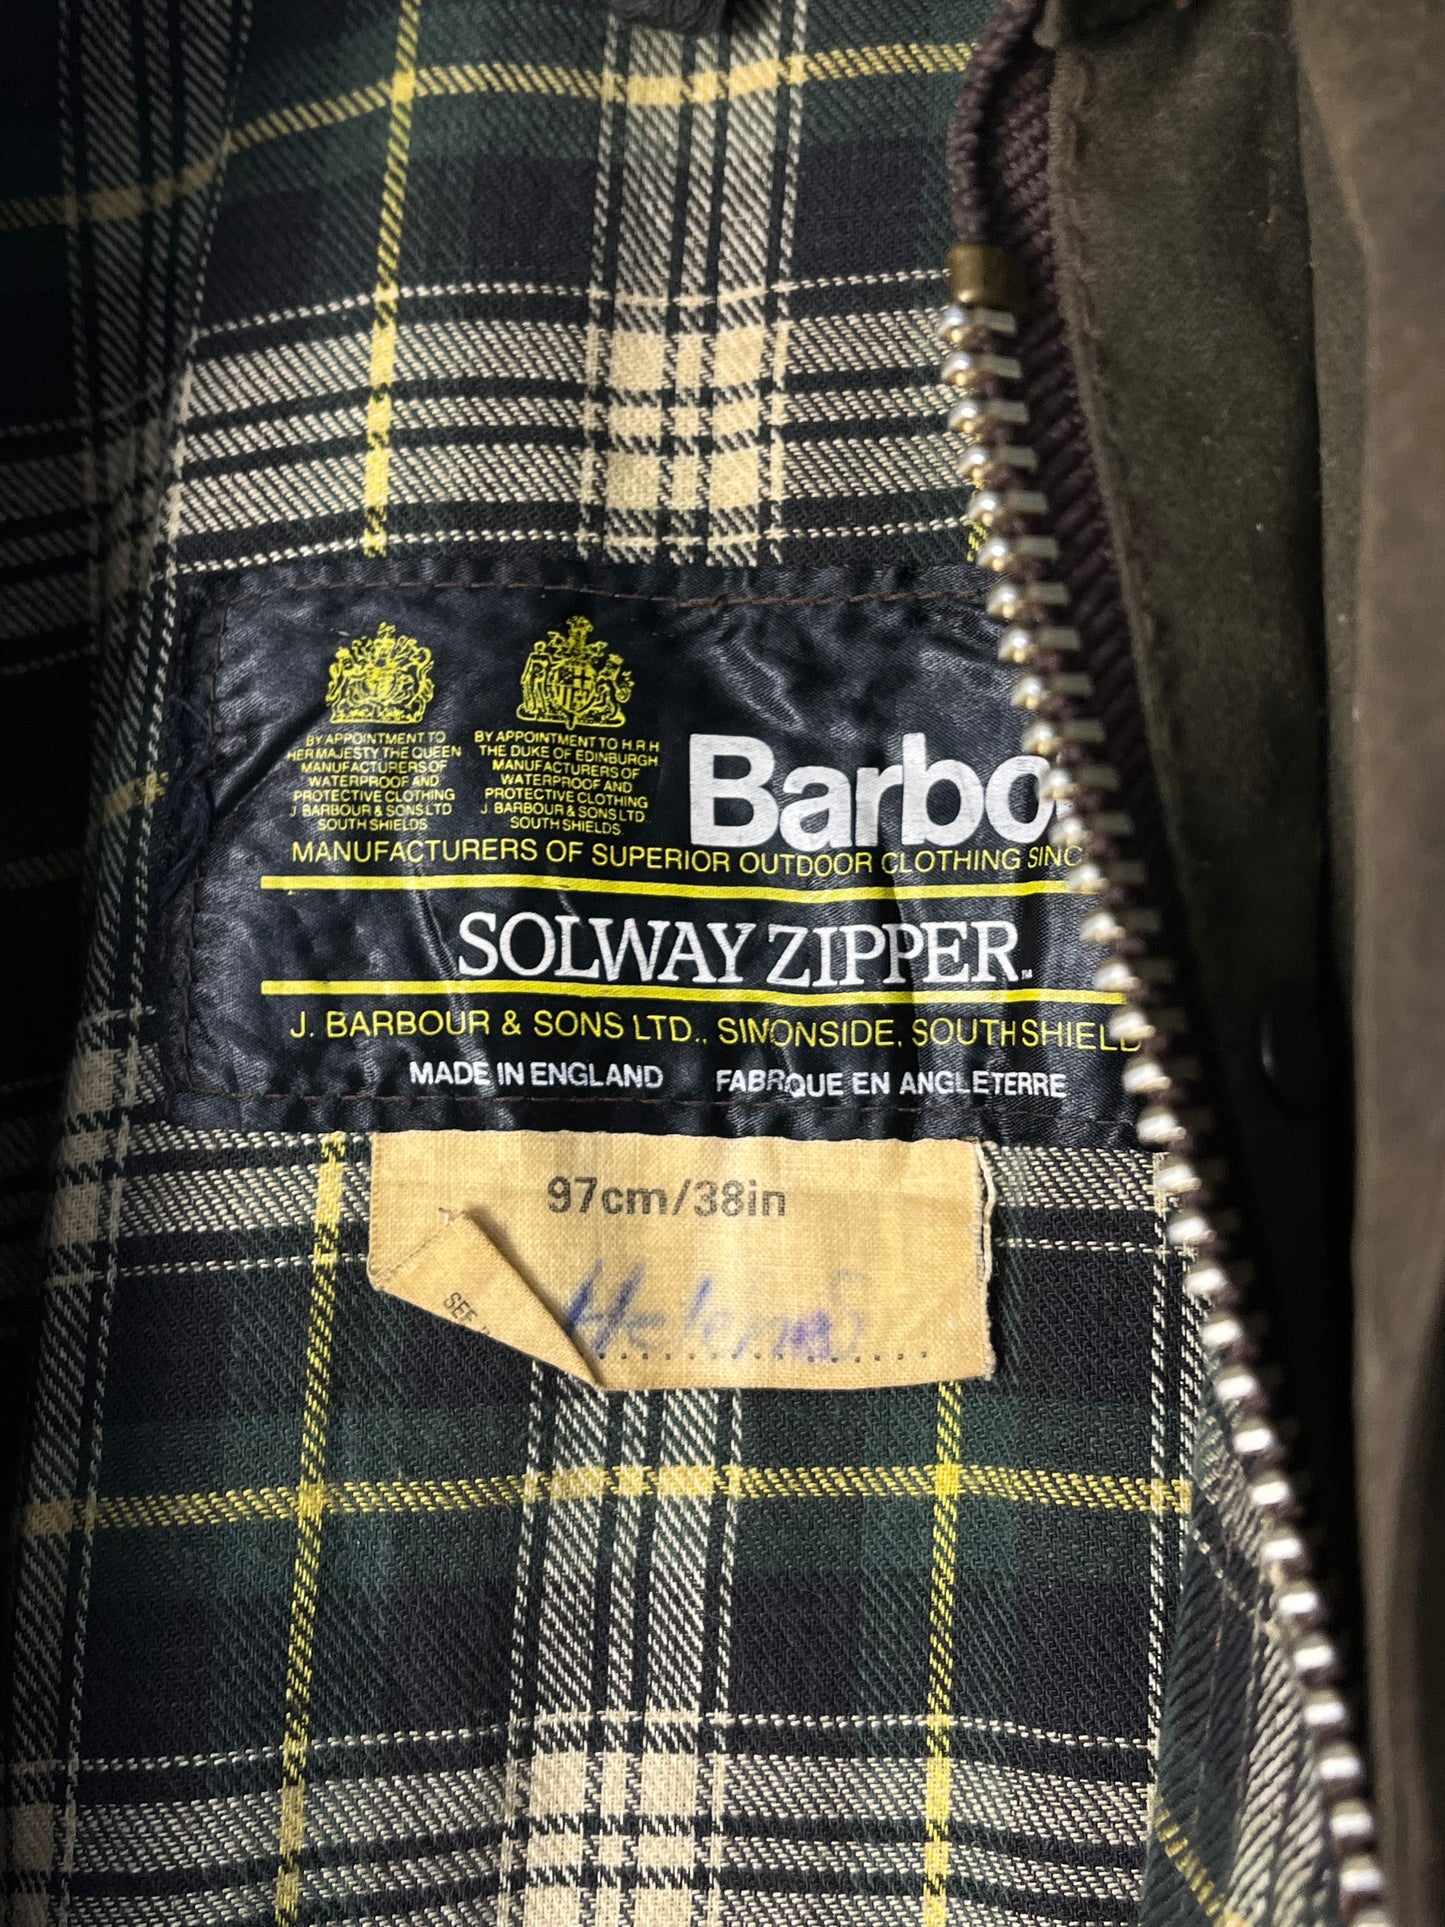 BY APPOINTMENT TO
HER MAJESTY THE QUEEN
MANUFACTURERS OF
WATERPROOF AND
PROTECTIVE CLOTHING
J. BARBOUR & SONS LTD
SOUTH SHIELDS
BY APPOINTMENT TO H.R.H
THE DUKE OF EDINBURGH
MANUFACTURERS OF
WATERPROOF AND
PROTECTIVE CLOTHING
J. BARBOUR & SONS LTD.
SOUTH SHIELDS
Barbo
MANUFACTURERS OF SUPERIOR OUTDOOR CLOTHING SINC
SOLWAY ZIPPER™
J. BARBOUR & SONS LTD., SIMONSIDE, SOUTH SHIELD
MADE IN ENGLAND FABRIQUE EN ANGLETERRE
97cm/38in
SEE